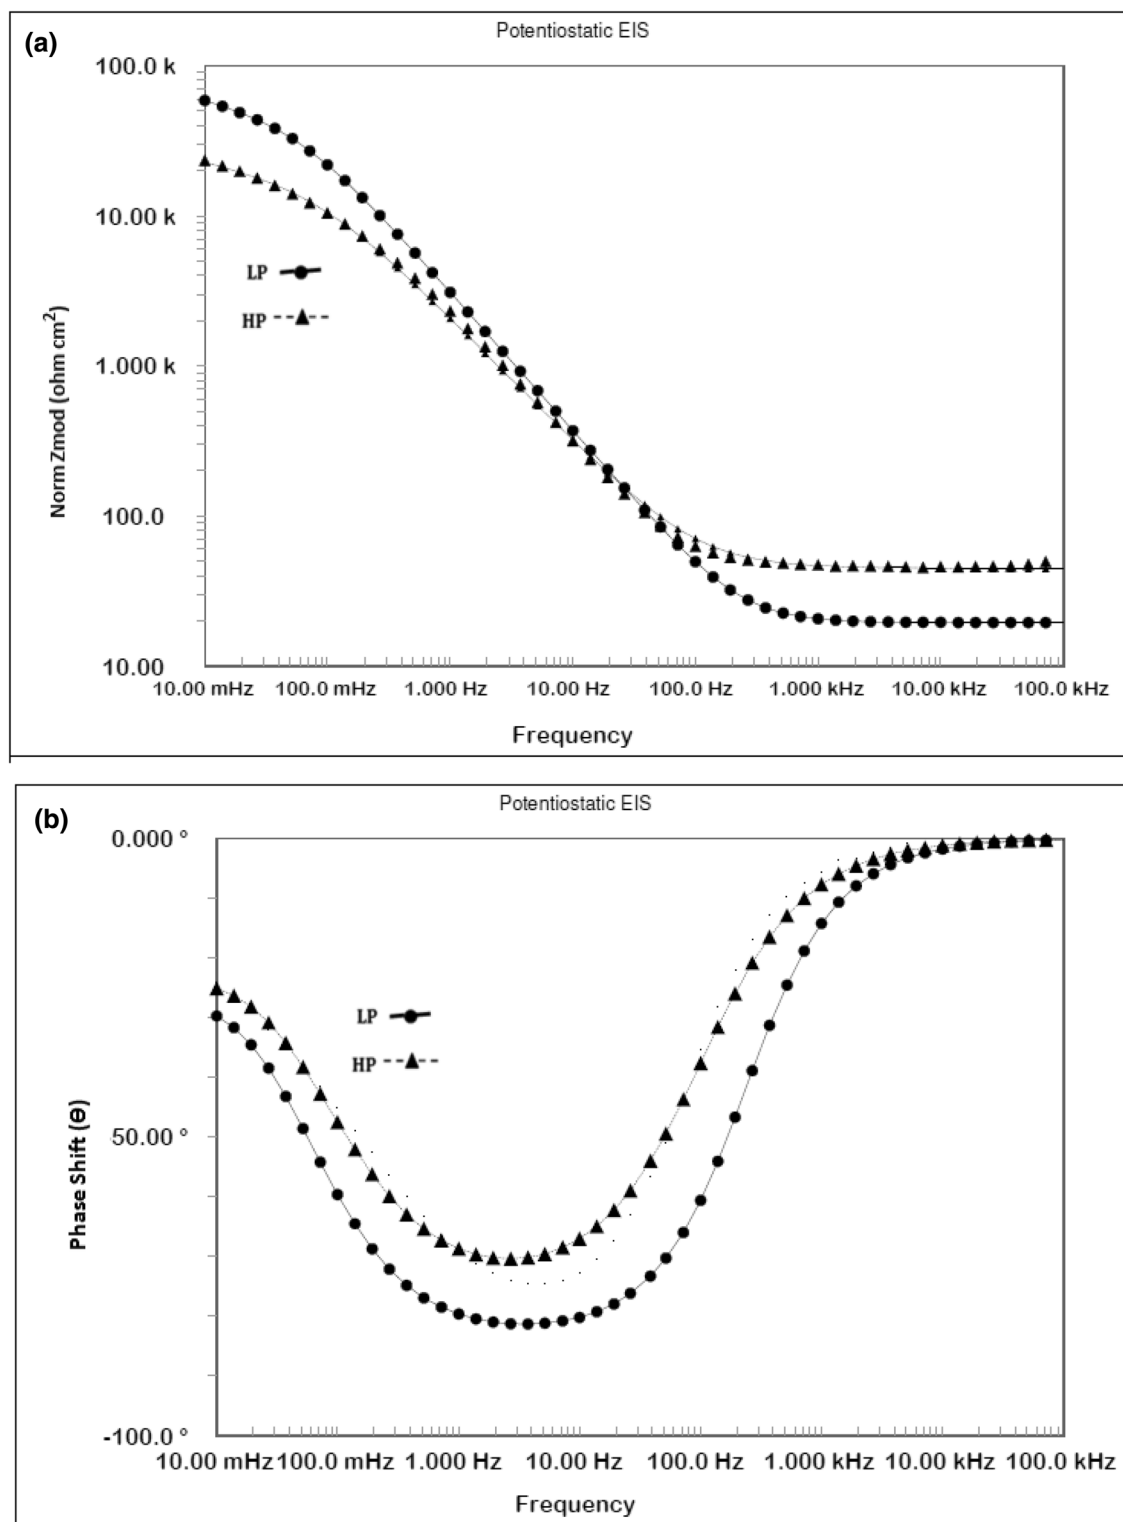 (a)
Potentiostatic EIS
100.0 k
10.00 k
1.000 k
100.0
10.00
Norm Zmod (ohm cm²)
LP
HP
10.00 mHz 100.0 mHz 1.000 Hz 10.00 Hz 100.0 Hz 1.000 kHz 10.00 kHz 100.0 kHz
Frequency
(b)
Potentiostatic EIS
0.000 °
50.00 °
-100.0 °
Phase Shift (Θ)
LP
HP
10.00 mHz 100.0 mHz 1.000 Hz 10.00 Hz 100.0 Hz 1.000 kHz 10.00 kHz 100.0 kHz
Frequency